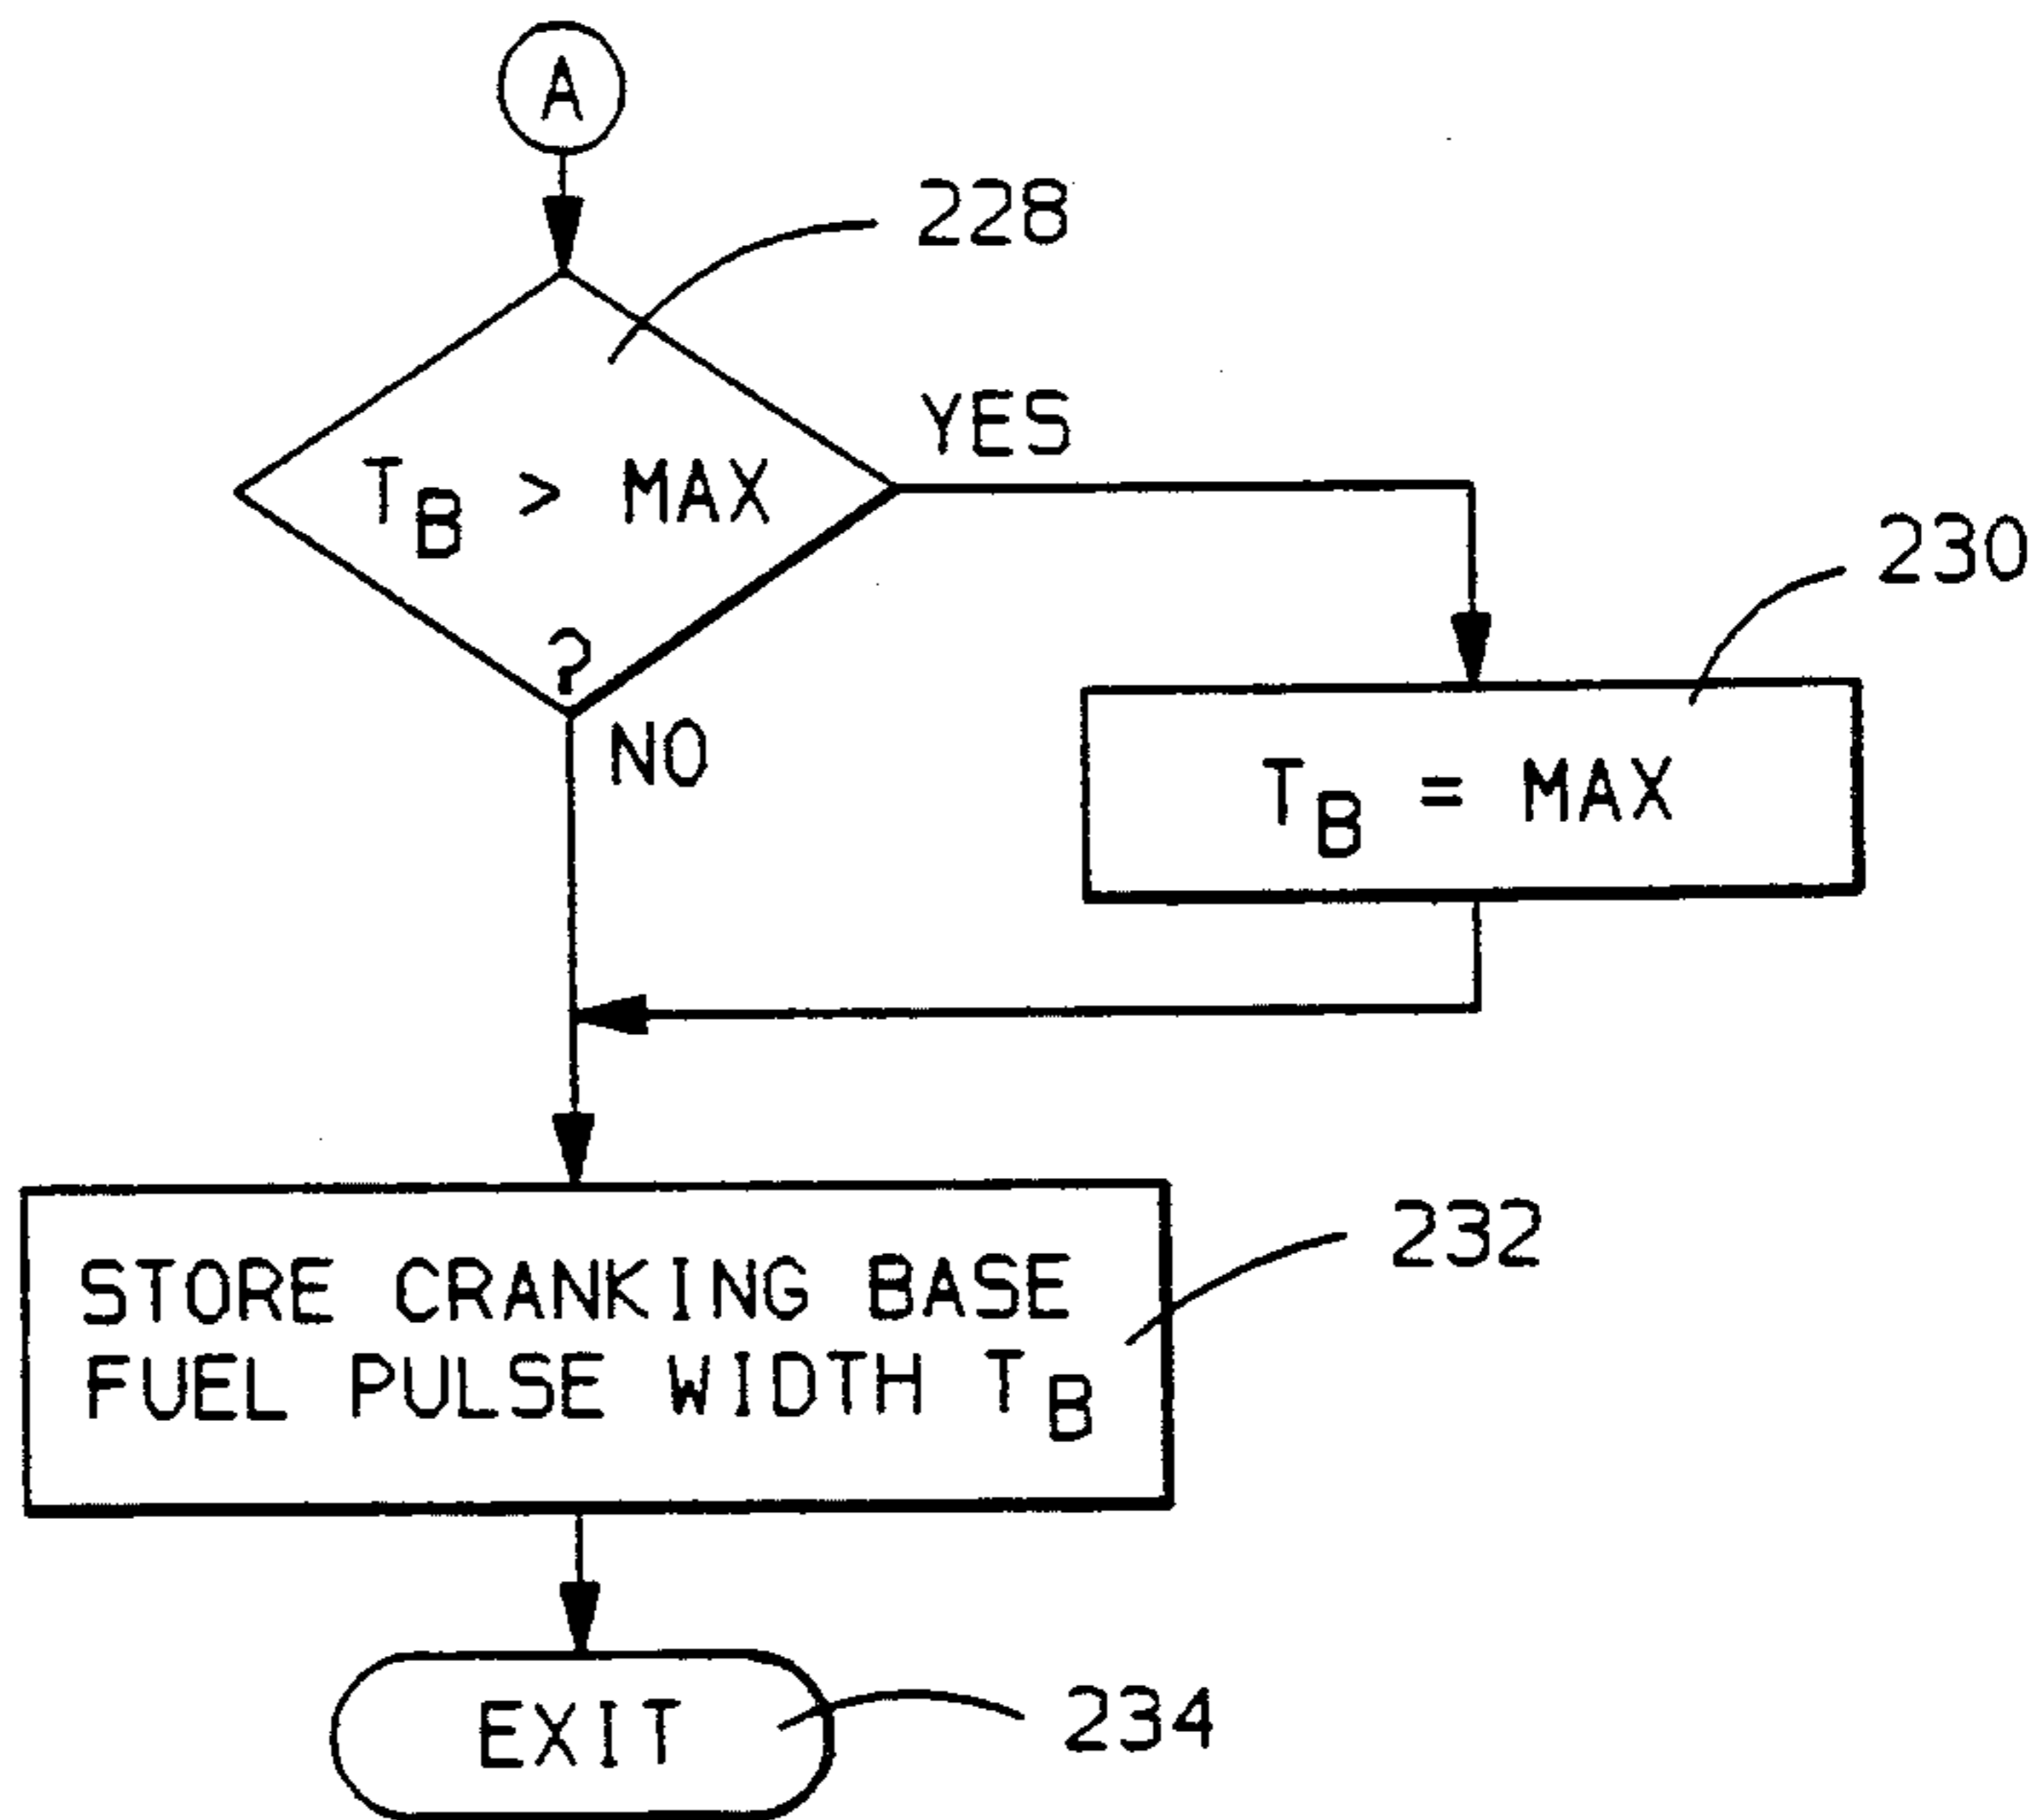 A
228
T_B > MAX
?
YES
NO
230
T_B = MAX
232
STORE CRANKING BASE
FUEL PULSE WIDTH T_B
EXIT
234